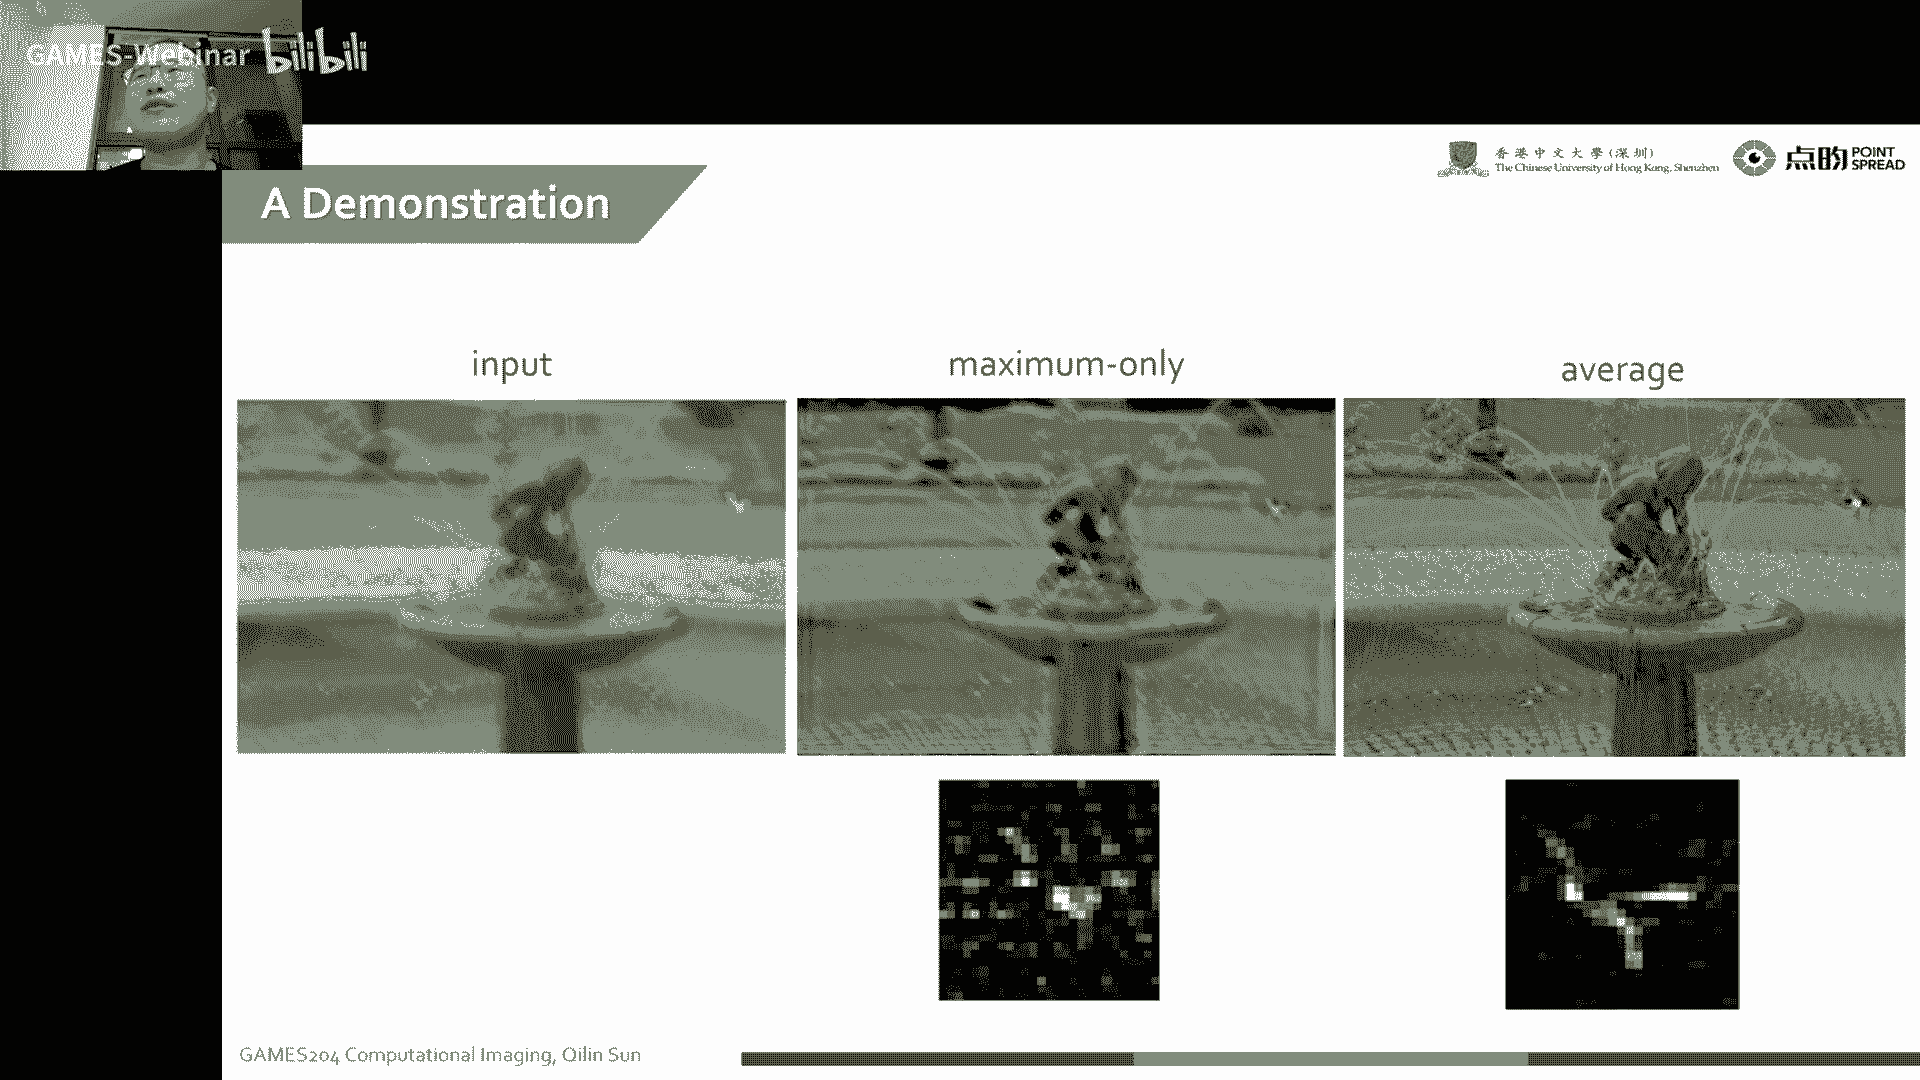 GAMES-Webinar bilibili
香港中文大學(深圳)
The Chinese University of Hong Kong, Shenzhen
点昀 POINT SPREAD
A Demonstration
input
maximum-only
average
GAMES204 Computational Imaging, Qilin Sun